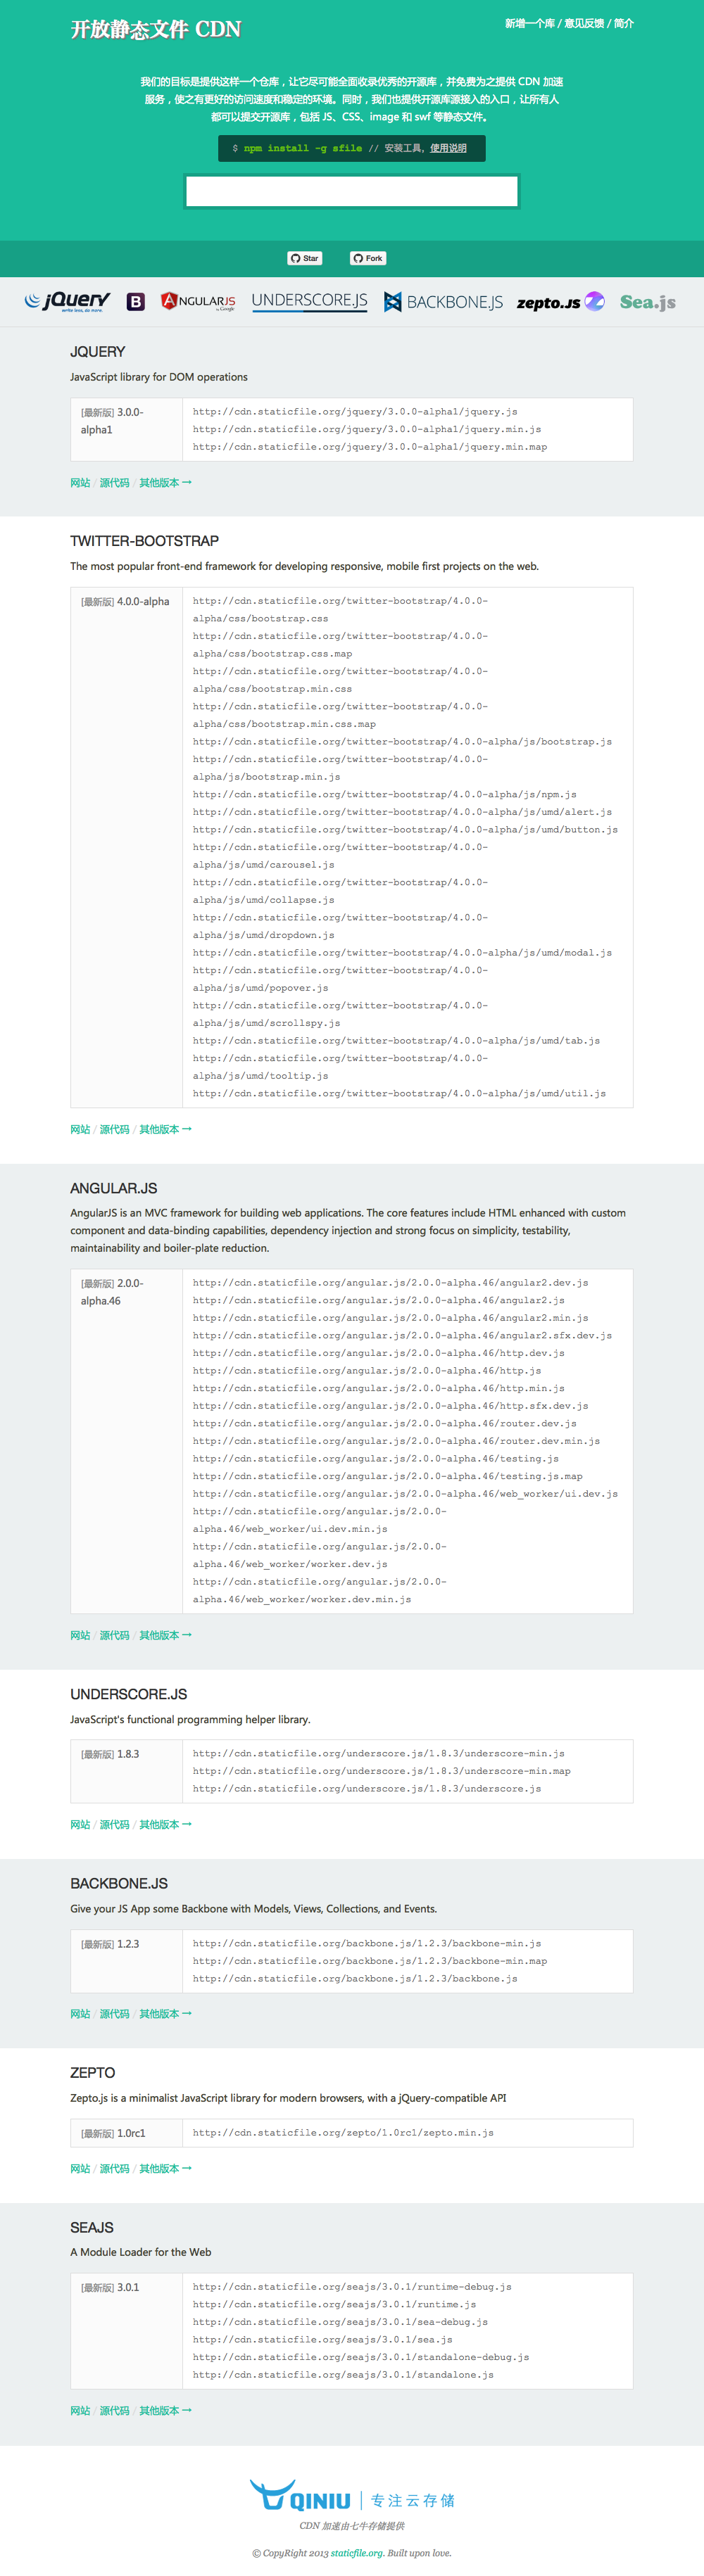 开放静态文件 CDN
新增一个库 / 意见反馈 / 简介
我们的目标是提供这样一个仓库，让它尽可能全面收录优秀的开源库，并免费为之提供 CDN 加速
服务，使之有更好的访问速度和稳定的环境。同时，我们也提供开源库源接入的入口，让所有人
都可以提交开源库，包括 JS、CSS、image 和 swf 等静态文件。
$ npm install -g sfile // 安装工具，使用说明
Star Fork
jQuery write less, do more. B ANGULARJS by Google UNDERSCORE.JS BACKBONE.JS zepto.js Z Sea.js
JQUERY
JavaScript library for DOM operations
[最新版] 3.0.0-
alpha1
http://cdn.staticfile.org/jquery/3.0.0-alpha1/jquery.js
http://cdn.staticfile.org/jquery/3.0.0-alpha1/jquery.min.js
http://cdn.staticfile.org/jquery/3.0.0-alpha1/jquery.min.map
网站 / 源代码 / 其他版本 →
TWITTER-BOOTSTRAP
The most popular front-end framework for developing responsive, mobile first projects on the web.
[最新版] 4.0.0-alpha
http://cdn.staticfile.org/twitter-bootstrap/4.0.0-
alpha/css/bootstrap.css
http://cdn.staticfile.org/twitter-bootstrap/4.0.0-
alpha/css/bootstrap.css.map
http://cdn.staticfile.org/twitter-bootstrap/4.0.0-
alpha/css/bootstrap.min.css
http://cdn.staticfile.org/twitter-bootstrap/4.0.0-
alpha/css/bootstrap.min.css.map
http://cdn.staticfile.org/twitter-bootstrap/4.0.0-alpha/js/bootstrap.js
http://cdn.staticfile.org/twitter-bootstrap/4.0.0-
alpha/js/bootstrap.min.js
http://cdn.staticfile.org/twitter-bootstrap/4.0.0-alpha/js/npm.js
http://cdn.staticfile.org/twitter-bootstrap/4.0.0-alpha/js/umd/alert.js
http://cdn.staticfile.org/twitter-bootstrap/4.0.0-alpha/js/umd/button.js
http://cdn.staticfile.org/twitter-bootstrap/4.0.0-
alpha/js/umd/carousel.js
http://cdn.staticfile.org/twitter-bootstrap/4.0.0-
alpha/js/umd/collapse.js
http://cdn.staticfile.org/twitter-bootstrap/4.0.0-
alpha/js/umd/dropdown.js
http://cdn.staticfile.org/twitter-bootstrap/4.0.0-alpha/js/umd/modal.js
http://cdn.staticfile.org/twitter-bootstrap/4.0.0-
alpha/js/umd/popover.js
http://cdn.staticfile.org/twitter-bootstrap/4.0.0-
alpha/js/umd/scrollspy.js
http://cdn.staticfile.org/twitter-bootstrap/4.0.0-alpha/js/umd/tab.js
http://cdn.staticfile.org/twitter-bootstrap/4.0.0-
alpha/js/umd/tooltip.js
http://cdn.staticfile.org/twitter-bootstrap/4.0.0-alpha/js/umd/util.js
网站 / 源代码 / 其他版本 →
ANGULAR.JS
AngularJS is an MVC framework for building web applications. The core features include HTML enhanced with custom
component and data-binding capabilities, dependency injection and strong focus on simplicity, testability,
maintainability and boiler-plate reduction.
[最新版] 2.0.0-
alpha.46
http://cdn.staticfile.org/angular.js/2.0.0-alpha.46/angular2.dev.js
http://cdn.staticfile.org/angular.js/2.0.0-alpha.46/angular2.js
http://cdn.staticfile.org/angular.js/2.0.0-alpha.46/angular2.min.js
http://cdn.staticfile.org/angular.js/2.0.0-alpha.46/angular2.sfx.dev.js
http://cdn.staticfile.org/angular.js/2.0.0-alpha.46/http.dev.js
http://cdn.staticfile.org/angular.js/2.0.0-alpha.46/http.js
http://cdn.staticfile.org/angular.js/2.0.0-alpha.46/http.min.js
http://cdn.staticfile.org/angular.js/2.0.0-alpha.46/http.sfx.dev.js
http://cdn.staticfile.org/angular.js/2.0.0-alpha.46/router.dev.js
http://cdn.staticfile.org/angular.js/2.0.0-alpha.46/router.dev.min.js
http://cdn.staticfile.org/angular.js/2.0.0-alpha.46/testing.js
http://cdn.staticfile.org/angular.js/2.0.0-alpha.46/testing.js.map
http://cdn.staticfile.org/angular.js/2.0.0-alpha.46/web_worker/ui.dev.js
http://cdn.staticfile.org/angular.js/2.0.0-
alpha.46/web_worker/ui.dev.min.js
http://cdn.staticfile.org/angular.js/2.0.0-
alpha.46/web_worker/worker.dev.js
http://cdn.staticfile.org/angular.js/2.0.0-
alpha.46/web_worker/worker.dev.min.js
网站 / 源代码 / 其他版本 →
UNDERSCORE.JS
JavaScript's functional programming helper library.
[最新版] 1.8.3
http://cdn.staticfile.org/underscore.js/1.8.3/underscore-min.js
http://cdn.staticfile.org/underscore.js/1.8.3/underscore-min.map
http://cdn.staticfile.org/underscore.js/1.8.3/underscore.js
网站 / 源代码 / 其他版本 →
BACKBONE.JS
Give your JS App some Backbone with Models, Views, Collections, and Events.
[最新版] 1.2.3
http://cdn.staticfile.org/backbone.js/1.2.3/backbone-min.js
http://cdn.staticfile.org/backbone.js/1.2.3/backbone-min.map
http://cdn.staticfile.org/backbone.js/1.2.3/backbone.js
网站 / 源代码 / 其他版本 →
ZEPTO
Zepto.js is a minimalist JavaScript library for modern browsers, with a jQuery-compatible API
[最新版] 1.0rc1
http://cdn.staticfile.org/zepto/1.0rc1/zepto.min.js
网站 / 源代码 / 其他版本 →
SEAJS
A Module Loader for the Web
[最新版] 3.0.1
http://cdn.staticfile.org/seajs/3.0.1/runtime-debug.js
http://cdn.staticfile.org/seajs/3.0.1/runtime.js
http://cdn.staticfile.org/seajs/3.0.1/sea-debug.js
http://cdn.staticfile.org/seajs/3.0.1/sea.js
http://cdn.staticfile.org/seajs/3.0.1/standalone-debug.js
http://cdn.staticfile.org/seajs/3.0.1/standalone.js
网站 / 源代码 / 其他版本 →
QINIU | 专注云存储
CDN 加速由七牛存储提供
© CopyRight 2013 staticfile.org. Built upon love.